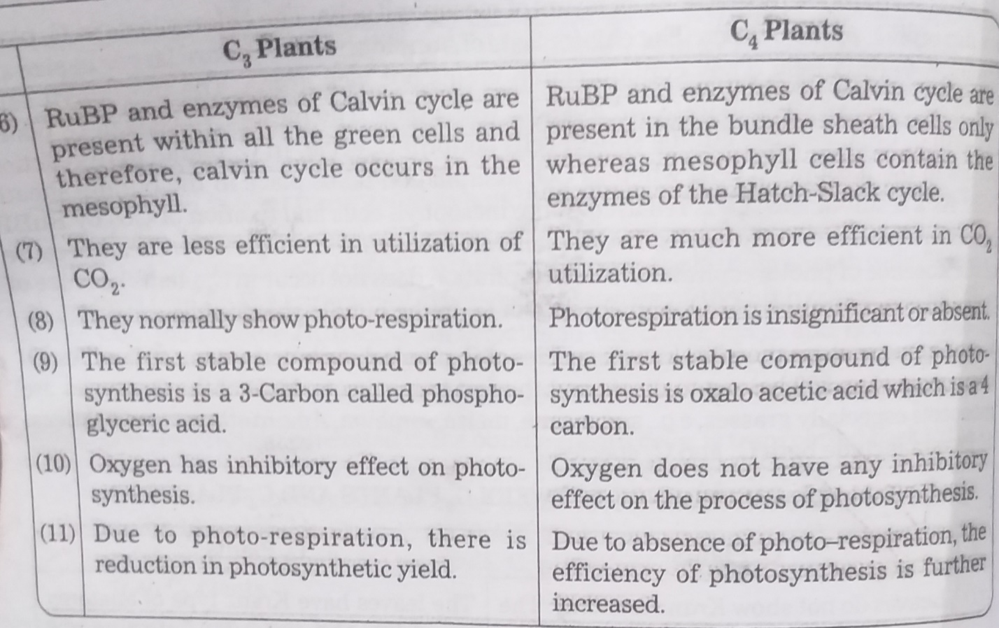 C₃ Plants
C₄ Plants
6) RuBP and enzymes of Calvin cycle are
present within all the green cells and
therefore, calvin cycle occurs in the
mesophyll.
RuBP and enzymes of Calvin cycle are
present in the bundle sheath cells only
whereas mesophyll cells contain the
enzymes of the Hatch-Slack cycle.
(7) They are less efficient in utilization of
CO₂.
They are much more efficient in CO₂
utilization.
(8) They normally show photo-respiration.
Photorespiration is insignificant or absent.
(9) The first stable compound of photo-
synthesis is a 3-Carbon called phospho-
glyceric acid.
The first stable compound of photo-
synthesis is oxalo acetic acid which is a 4
carbon.
(10) Oxygen has inhibitory effect on photo-
synthesis.
Oxygen does not have any inhibitory
effect on the process of photosynthesis.
(11) Due to photo-respiration, there is
reduction in photosynthetic yield.
Due to absence of photo–respiration, the
efficiency of photosynthesis is further
increased.